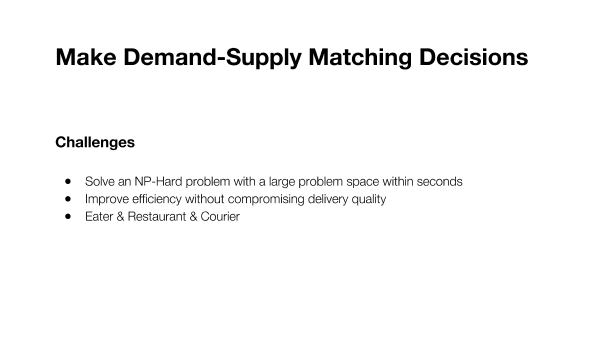 Make Demand-Supply Matching Decisions
Challenges
● Solve an NP-Hard problem with a large problem space within seconds
● Improve efficiency without compromising delivery quality
● Eater & Restaurant & Courier